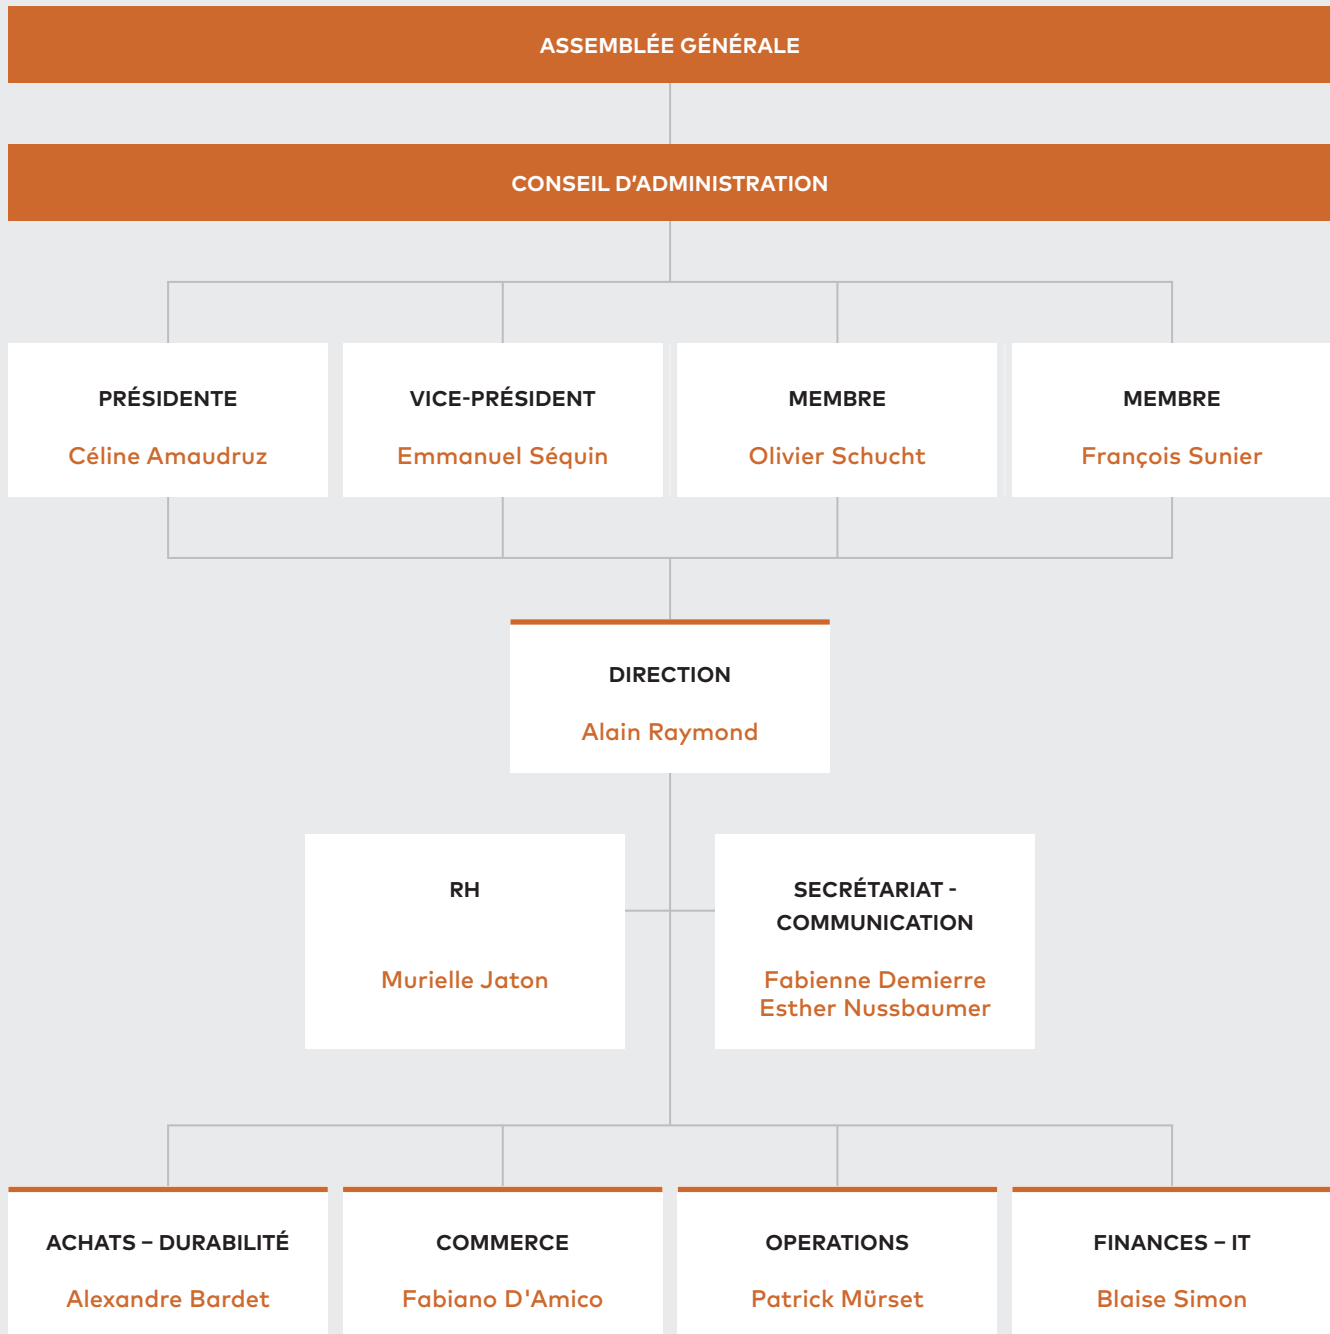 ASSEMBLÉE GÉNÉRALE
CONSEIL D’ADMINISTRATION
PRÉSIDENTE
Céline Amaudruz
VICE-PRÉSIDENT
Emmanuel Séquin
MEMBRE
Olivier Schucht
MEMBRE
François Sunier
DIRECTION
Alain Raymond
RH
Murielle Jaton
SECRÉTARIAT -
COMMUNICATION
Fabienne Demierre
Esther Nussbaumer
ACHATS – DURABILITÉ
Alexandre Bardet
COMMERCE
Fabiano D'Amico
OPERATIONS
Patrick Mürset
FINANCES – IT
Blaise Simon